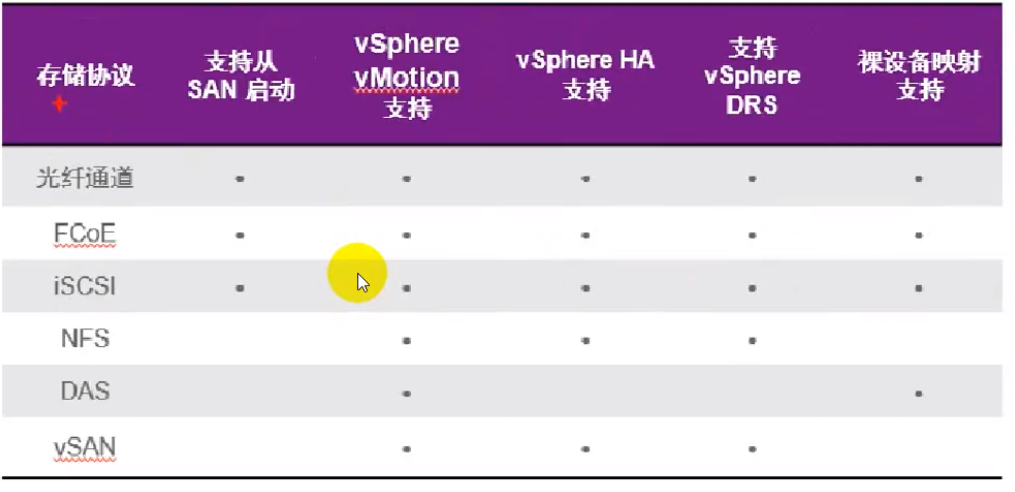 存储协议
支持从
SAN 启动
vSphere
vMotion
支持
vSphere HA
支持
支持
vSphere
DRS
裸设备映射
支持
光纤通道 • • • • •
FCoE • • • • •
iSCSI • • • • •
NFS • • •
DAS • •
vSAN • • •